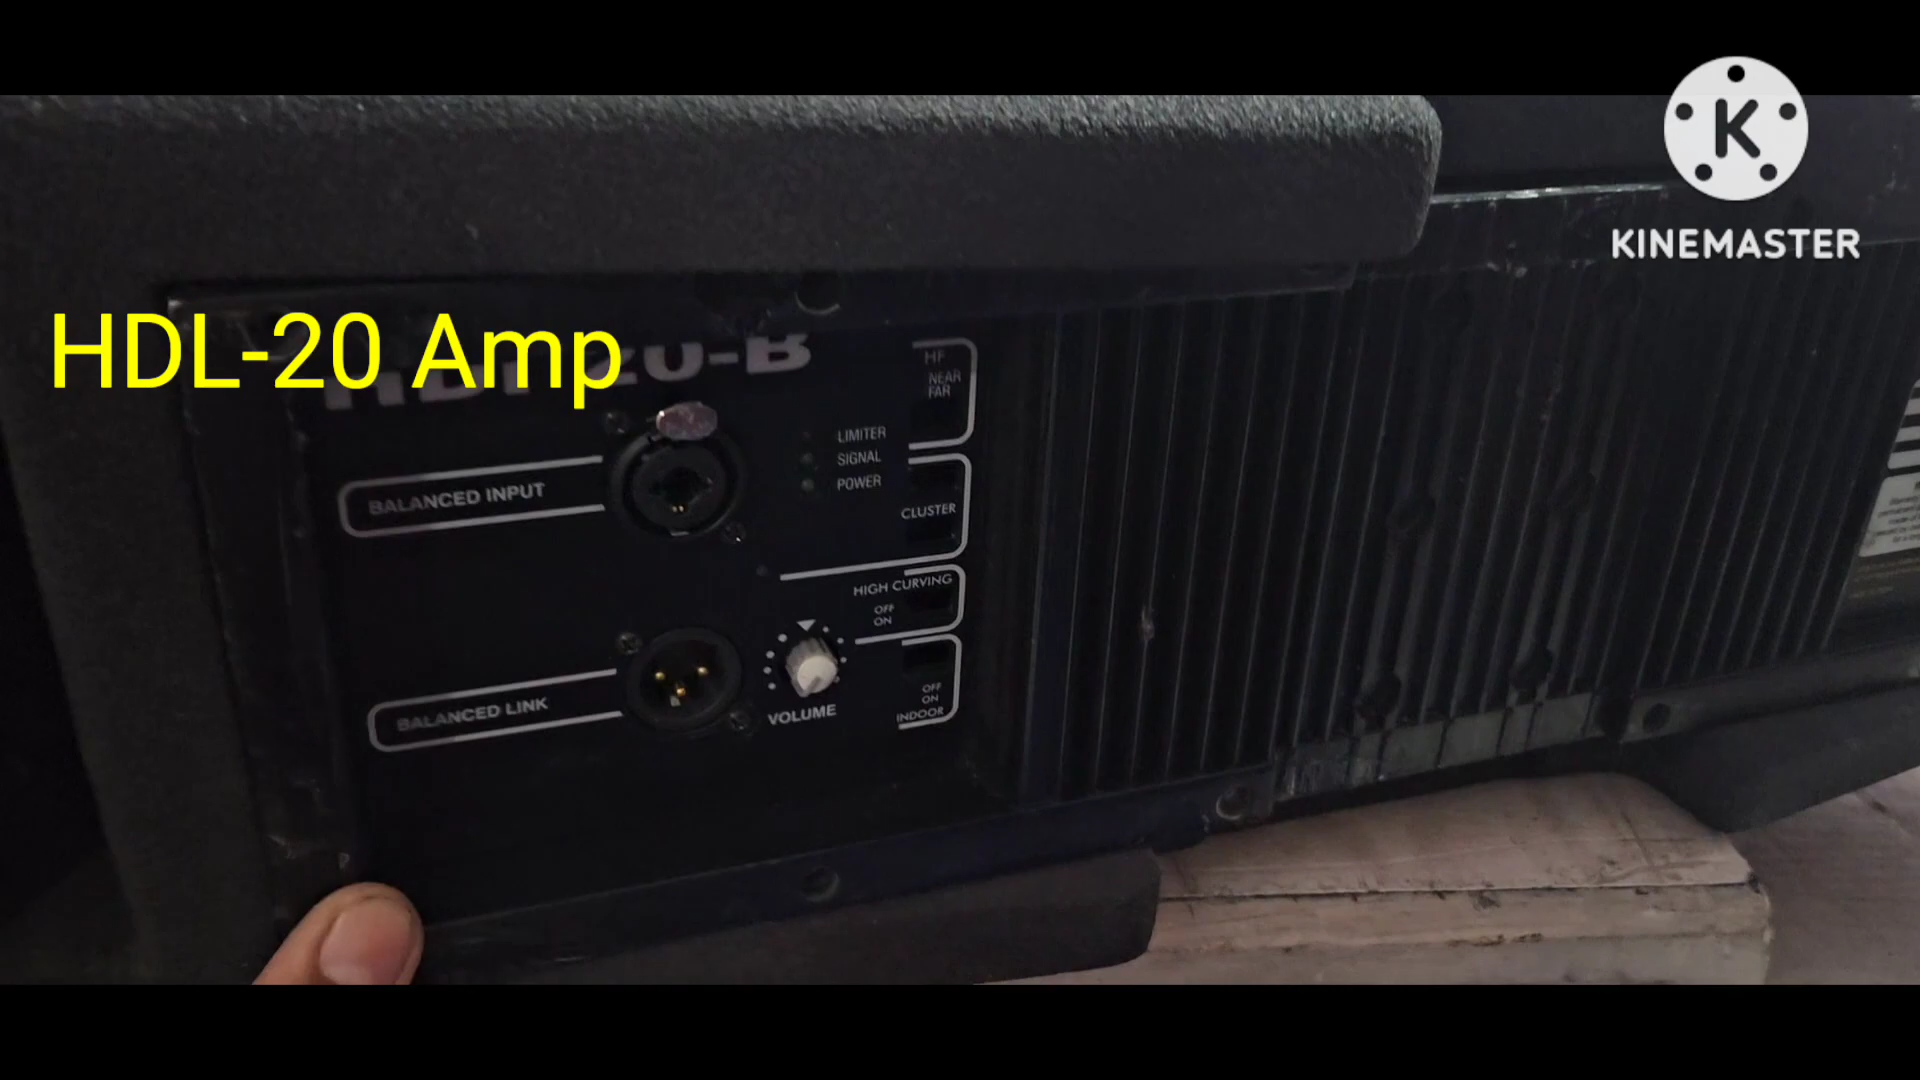 KINEMASTER
HDL-20 Amp
20-B
HF
NEAR
FAR
LIMITER
SIGNAL
POWER
BALANCED INPUT
CLUSTER
HIGH CURVING
OFF
ON
BALANCED LINK
VOLUME
OFF
ON
INDOOR